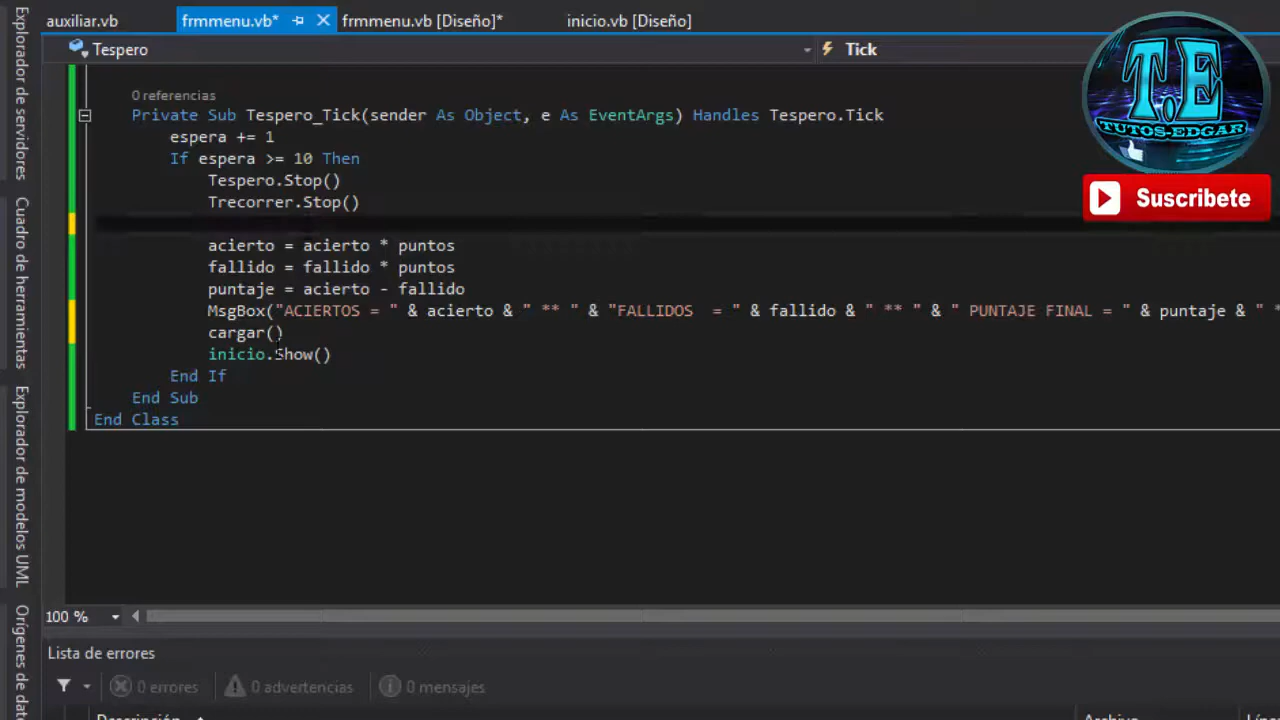 auxiliar.vb
frmmenu.vb*
frmmenu.vb [Diseño]*
inicio.vb [Diseño]
Tespero
Tick
0 referencias
Private Sub Tespero_Tick(sender As Object, e As EventArgs) Handles Tespero.Tick
espera += 1
If espera >= 10 Then
Tespero.Stop()
Trecorrer.Stop()
acierto = acierto * puntos
fallido = fallido * puntos
puntaje = acierto - fallido
MsgBox("ACIERTOS = " & acierto & " ** " & "FALLIDOS  = " & fallido & " ** " & " PUNTAJE FINAL = " & puntaje & " *
cargar()
inicio.Show()
End If
End Sub
End Class
100 %
Lista de errores
0 errores
0 advertencias
0 mensajes
Explorador de servidores
Cuadro de herramientas
Explorador de modelos UML
Orígenes de dato
T.E
TUTOS-EDGAR
Suscribete